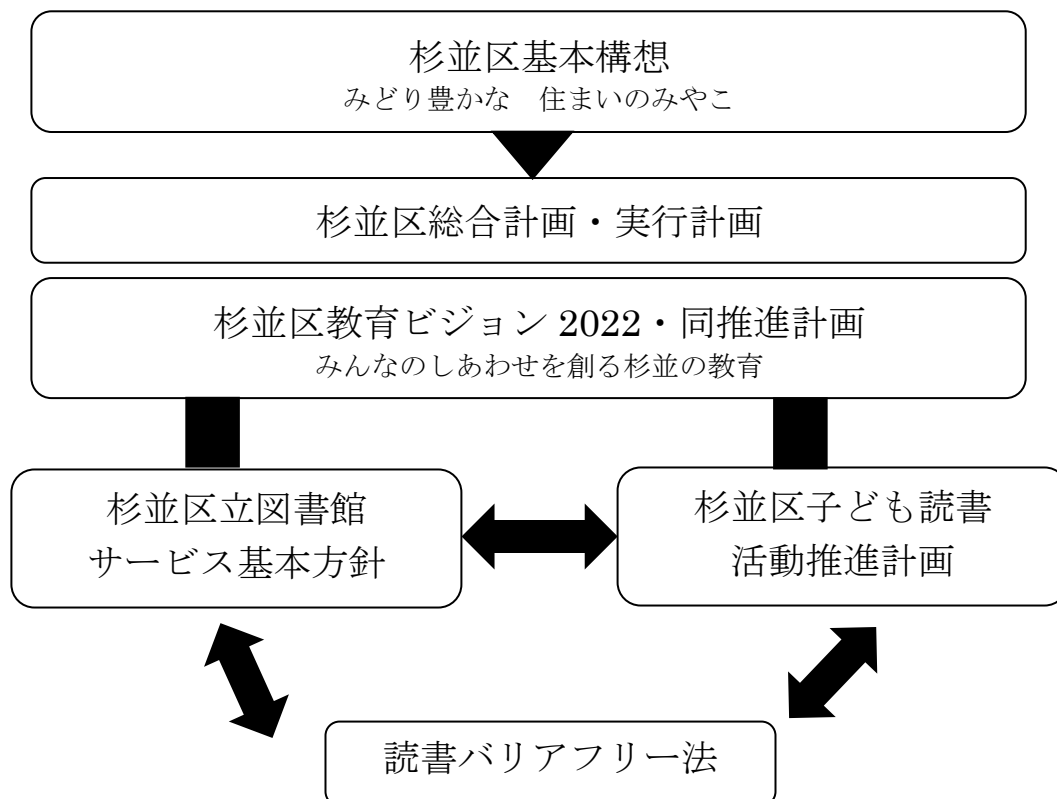 杉並区基本構想
みどり豊かな　住まいのみやこ
杉並区総合計画・実行計画
杉並区教育ビジョン 2022・同推進計画
みんなのしあわせを創る杉並の教育
杉並区立図書館
サービス基本方針
杉並区子ども読書
活動推進計画
読書バリアフリー法